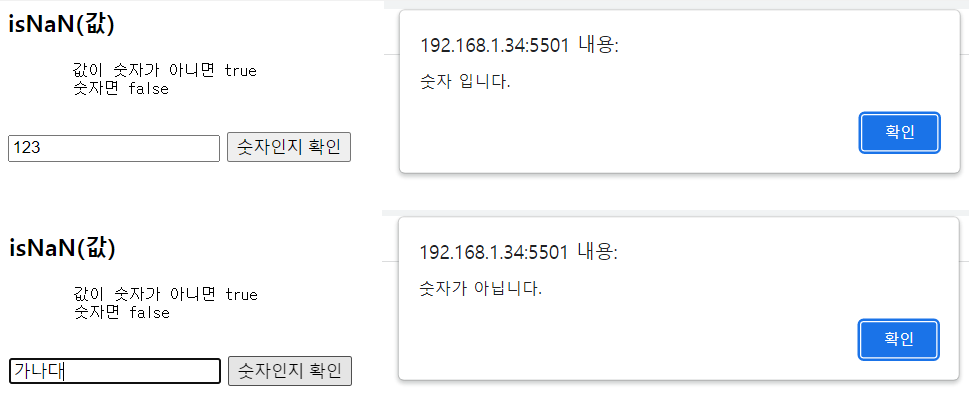 isNaN(값)
값이 숫자가 아니면 true
숫자면 false
123
숫자인지 확인
192.168.1.34:5501 내용:
숫자 입니다.
확인
isNaN(값)
값이 숫자가 아니면 true
숫자면 false
가나다
숫자인지 확인
192.168.1.34:5501 내용:
숫자가 아닙니다.
확인